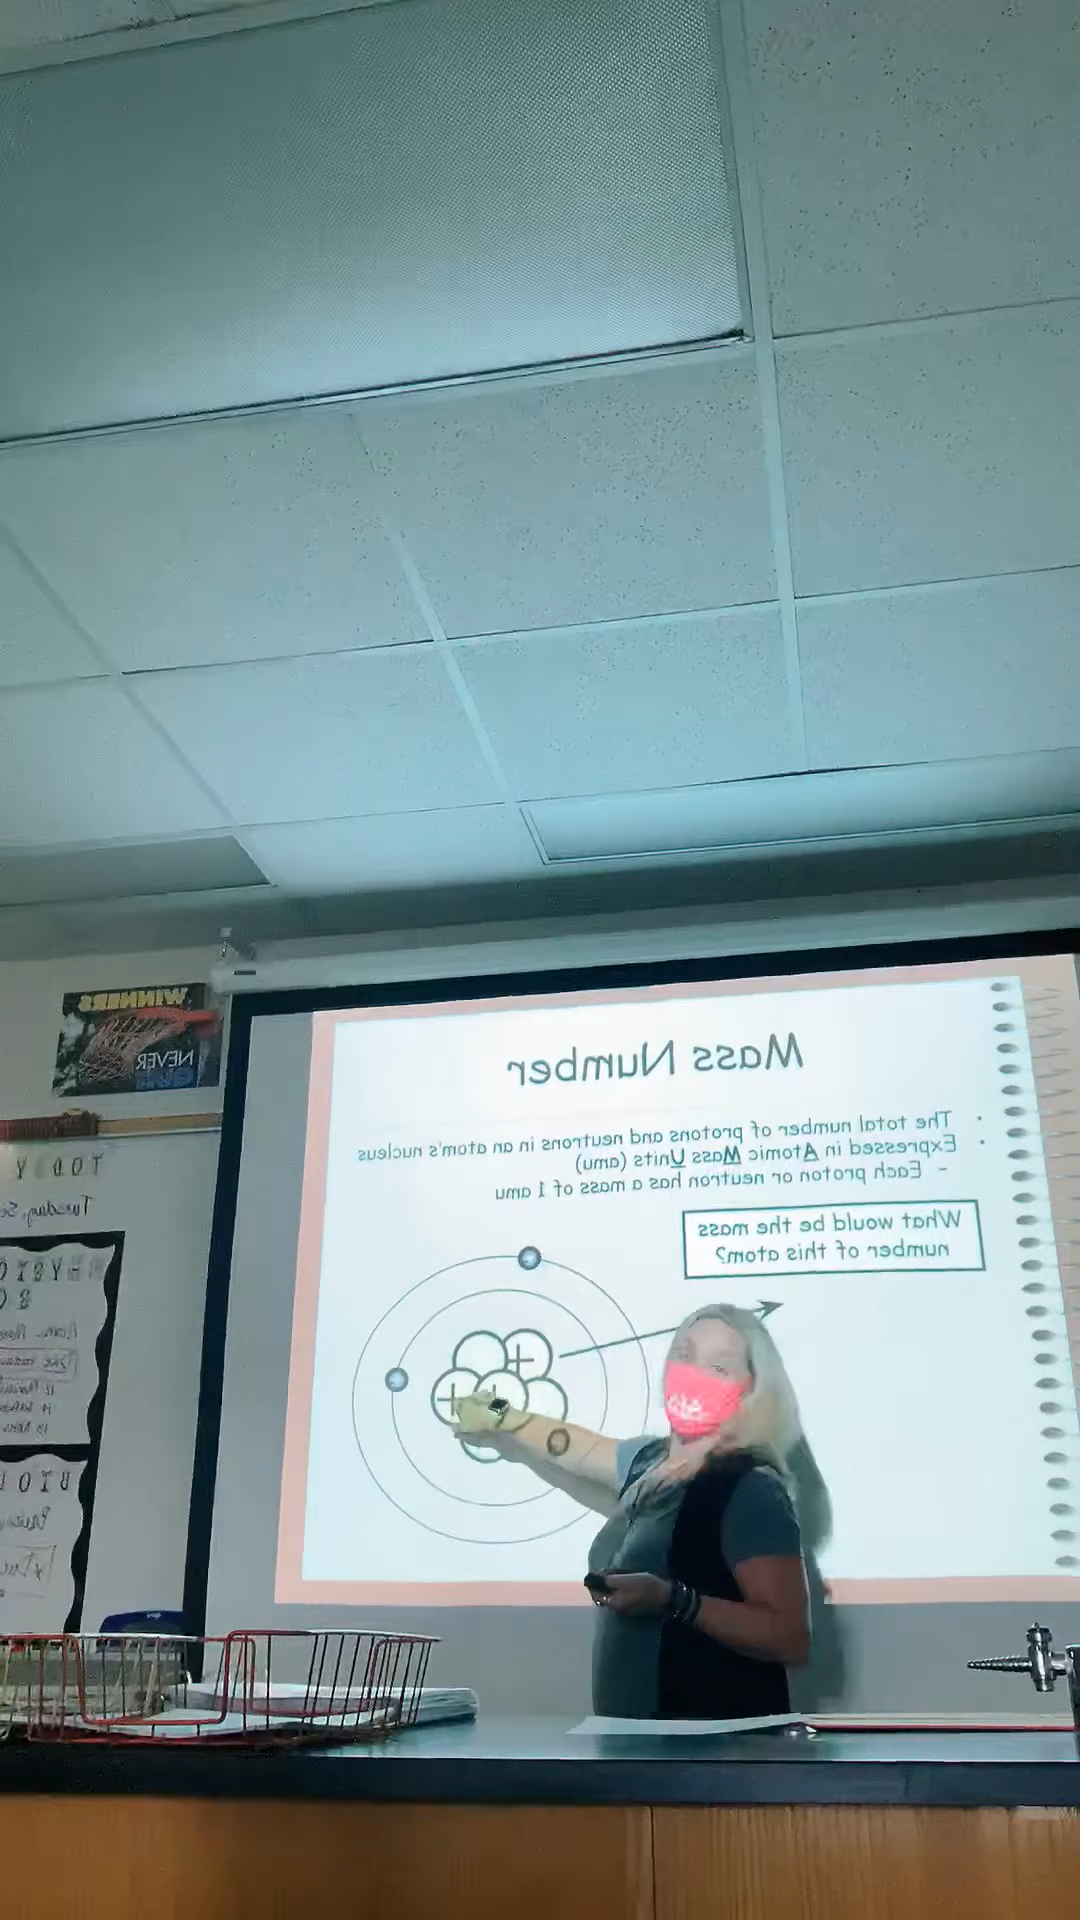 WINNERS
NEVER
QUIT
Mass Number
• The total number of protons and neutrons in an atom's nucleus
• Expressed in Atomic Mass Units (amu)
- Each proton or neutron has a mass of 1 amu
What would be the mass
number of this atom?
+ +
+
Tuesday,